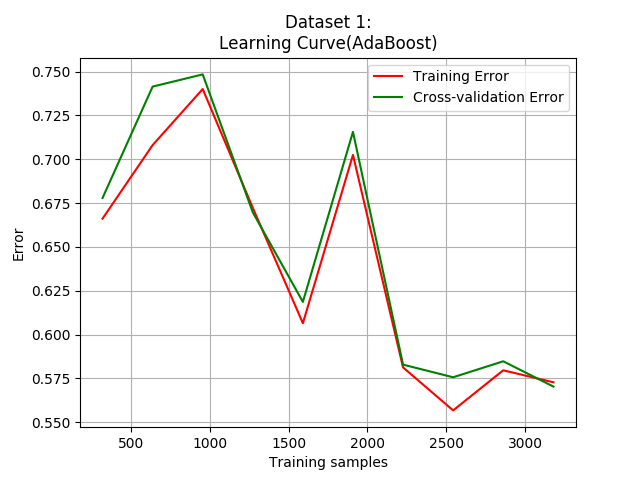 Dataset 1:
Learning Curve(AdaBoost)
Training Error
Cross-validation Error
0.750
0.725
0.700
0.675
0.650
0.625
0.600
0.575
0.550
Error
500
1000
1500
2000
2500
3000
Training samples